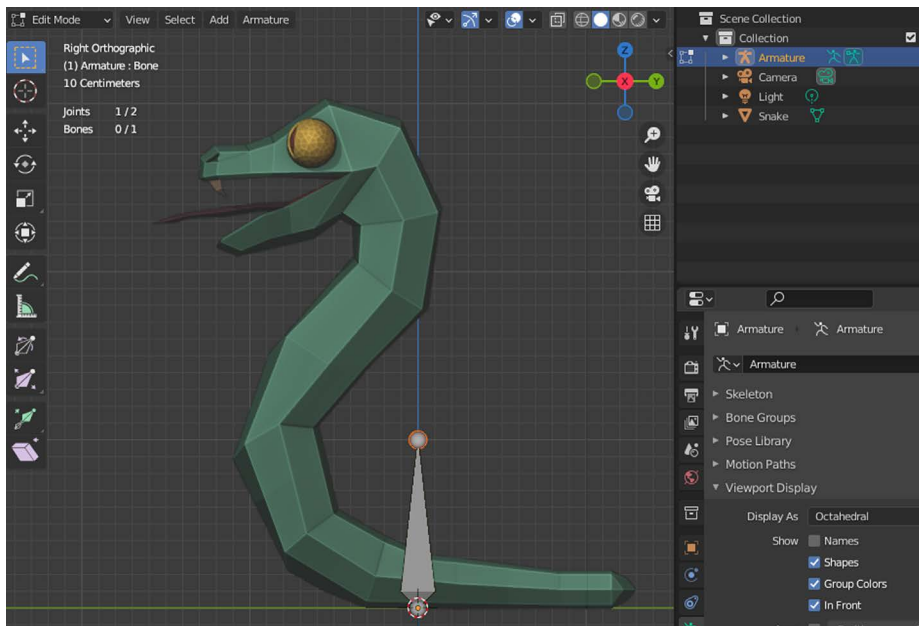 Edit Mode View Select Add Armature
Right Orthographic
(1) Armature : Bone
10 Centimeters
Joints 1/2
Bones 0/1
Z
X
Y
Scene Collection
Collection
Armature
Camera
Light
Snake
Armature Armature
Armature
Skeleton
Bone Groups
Pose Library
Motion Paths
Viewport Display
Display As Octahedral
Show Names
Shapes
Group Colors
In Front